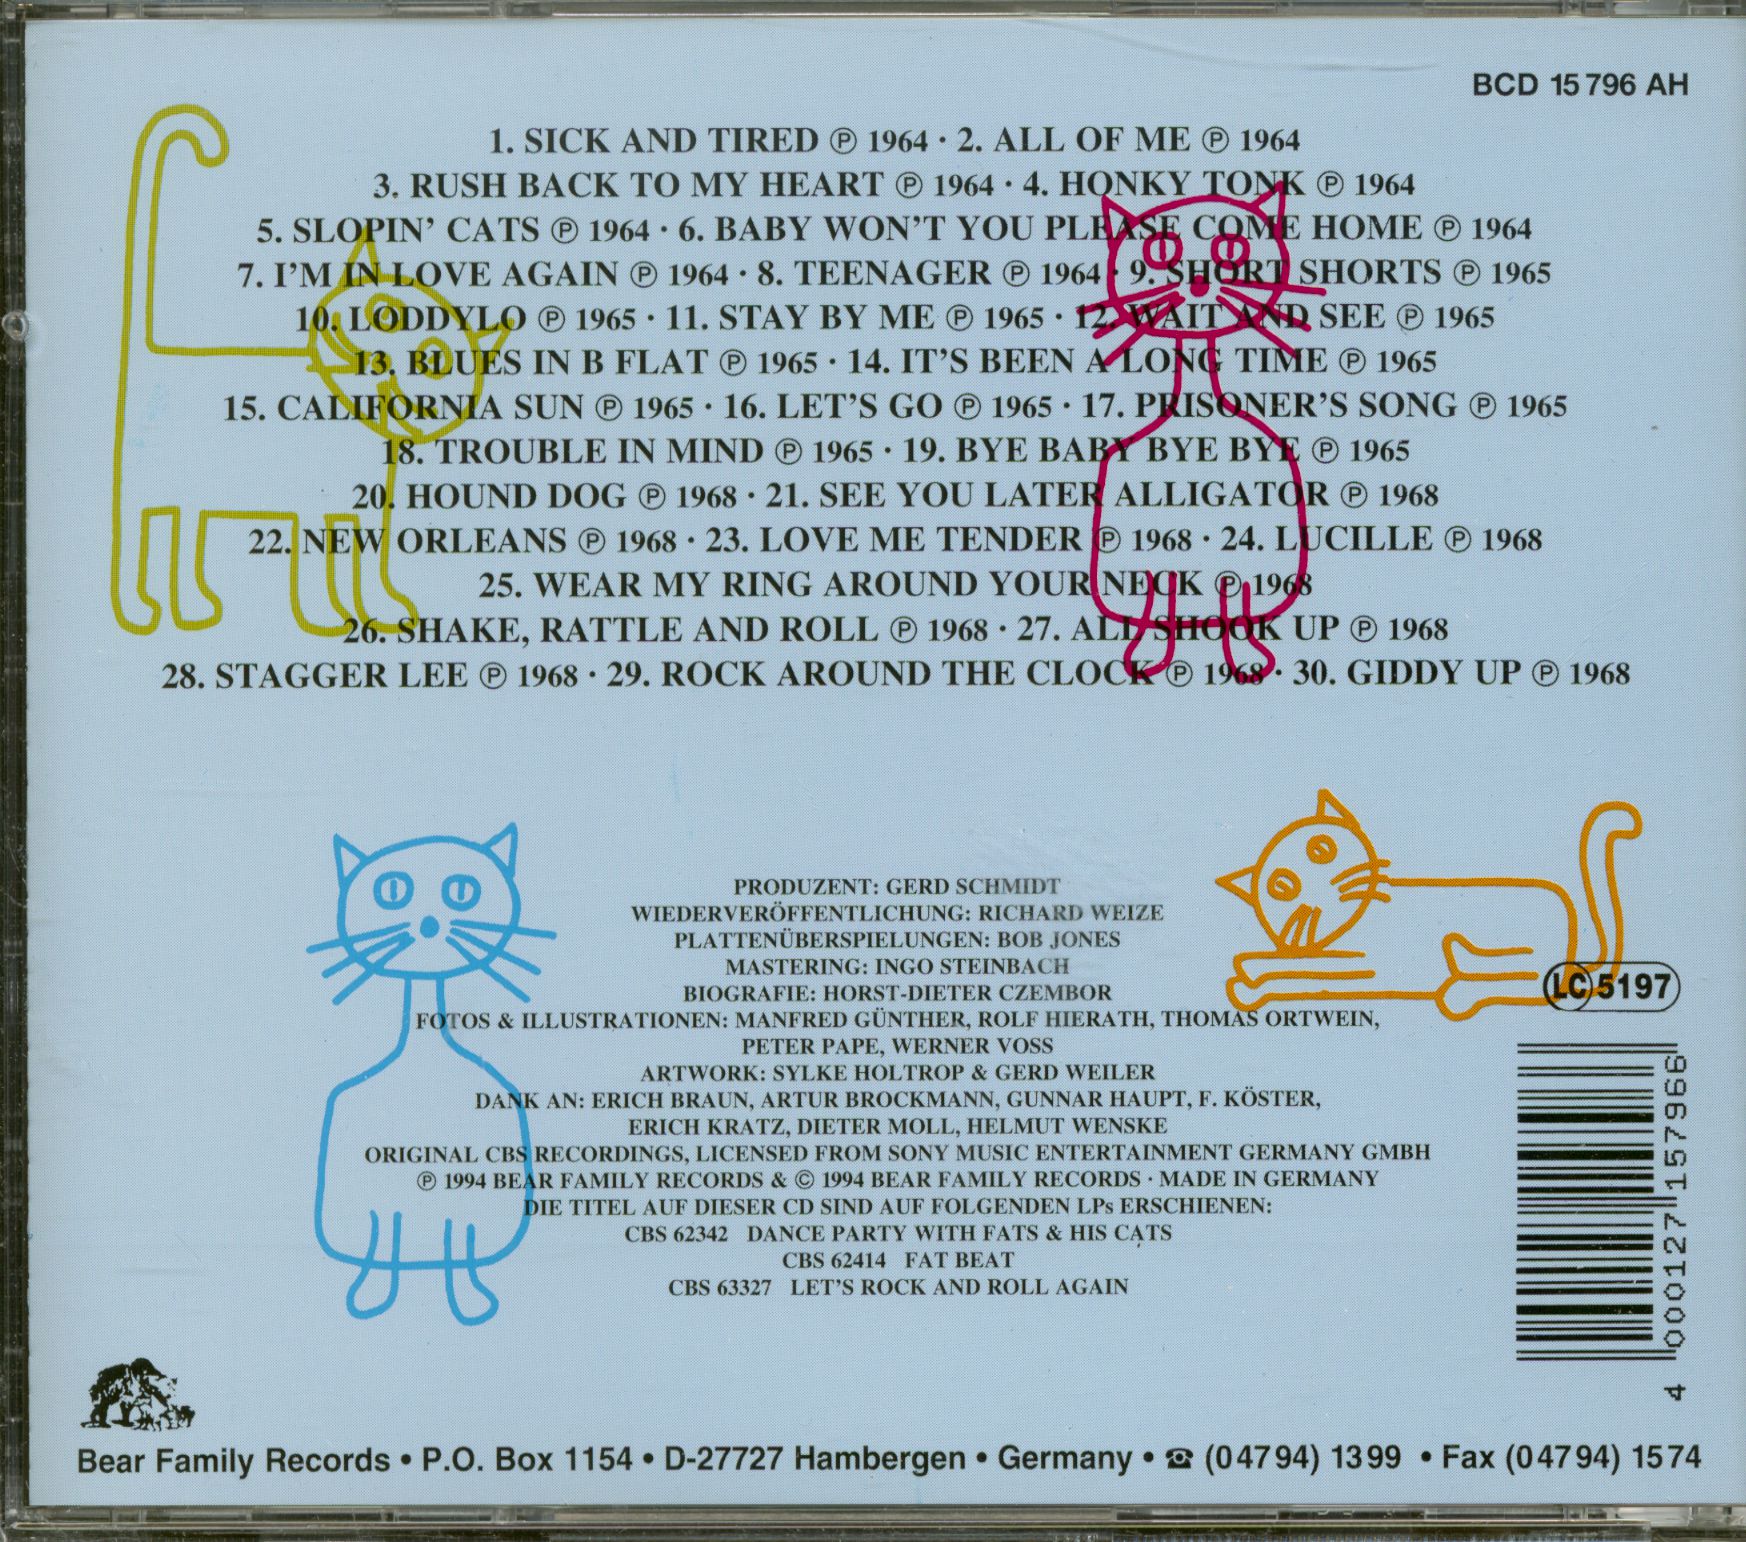 BCD 15 796 AH
1. SICK AND TIRED Ⓟ 1964 · 2. ALL OF ME Ⓟ 1964
3. RUSH BACK TO MY HEART Ⓟ 1964 · 4. HONKY TONK Ⓟ 1964
5. SLOPIN' CATS Ⓟ 1964 · 6. BABY WON'T YOU PLEASE COME HOME Ⓟ 1964
7. I'M IN LOVE AGAIN Ⓟ 1964 · 8. TEENAGER Ⓟ 1964 · 9. SHORT SHORTS Ⓟ 1965
10. LODDYLO Ⓟ 1965 · 11. STAY BY ME Ⓟ 1965 · 12. WAIT AND SEE Ⓟ 1965
13. BLUES IN B FLAT Ⓟ 1965 · 14. IT'S BEEN A LONG TIME Ⓟ 1965
15. CALIFORNIA SUN Ⓟ 1965 · 16. LET'S GO Ⓟ 1965 · 17. PRISONER'S SONG Ⓟ 1965
18. TROUBLE IN MIND Ⓟ 1965 · 19. BYE BABY BYE BYE Ⓟ 1965
20. HOUND DOG Ⓟ 1968 · 21. SEE YOU LATER ALLIGATOR Ⓟ 1968
22. NEW ORLEANS Ⓟ 1968 · 23. LOVE ME TENDER Ⓟ 1968 · 24. LUCILLE Ⓟ 1968
25. WEAR MY RING AROUND YOUR NECK Ⓟ 1968
26. SHAKE, RATTLE AND ROLL Ⓟ 1968 · 27. ALL SHOOK UP Ⓟ 1968
28. STAGGER LEE Ⓟ 1968 · 29. ROCK AROUND THE CLOCK Ⓟ 1968 · 30. GIDDY UP Ⓟ 1968
PRODUZENT: GERD SCHMIDT
WIEDERVERÖFFENTLICHUNG: RICHARD WEIZE
PLATTENÜBERSPIELUNGEN: BOB JONES
MASTERING: INGO STEINBACH
BIOGRAFIE: HORST-DIETER CZEMBOR
FOTOS & ILLUSTRATIONEN: MANFRED GÜNTHER, ROLF HIERATH, THOMAS ORTWEIN,
PETER PAPE, WERNER VOSS
ARTWORK: SYLKE HOLTROP & GERD WEILER
DANK AN: ERICH BRAUN, ARTUR BROCKMANN, GUNNAR HAUPT, F. KÖSTER,
ERICH KRATZ, DIETER MOLL, HELMUT WENSKE
ORIGINAL CBS RECORDINGS, LICENSED FROM SONY MUSIC ENTERTAINMENT GERMANY GMBH
Ⓟ 1994 BEAR FAMILY RECORDS & © 1994 BEAR FAMILY RECORDS · MADE IN GERMANY
DIE TITEL AUF DIESER CD SIND AUF FOLGENDEN LPs ERSCHIENEN:
CBS 62342 DANCE PARTY WITH FATS & HIS CATS
CBS 62414 FAT BEAT
CBS 63327 LET'S ROCK AND ROLL AGAIN
LC 5197
4 000127 157966
Bear Family Records • P.O. Box 1154 • D-27727 Hambergen • Germany • ☎ (04794) 1399 • Fax (04794) 1574